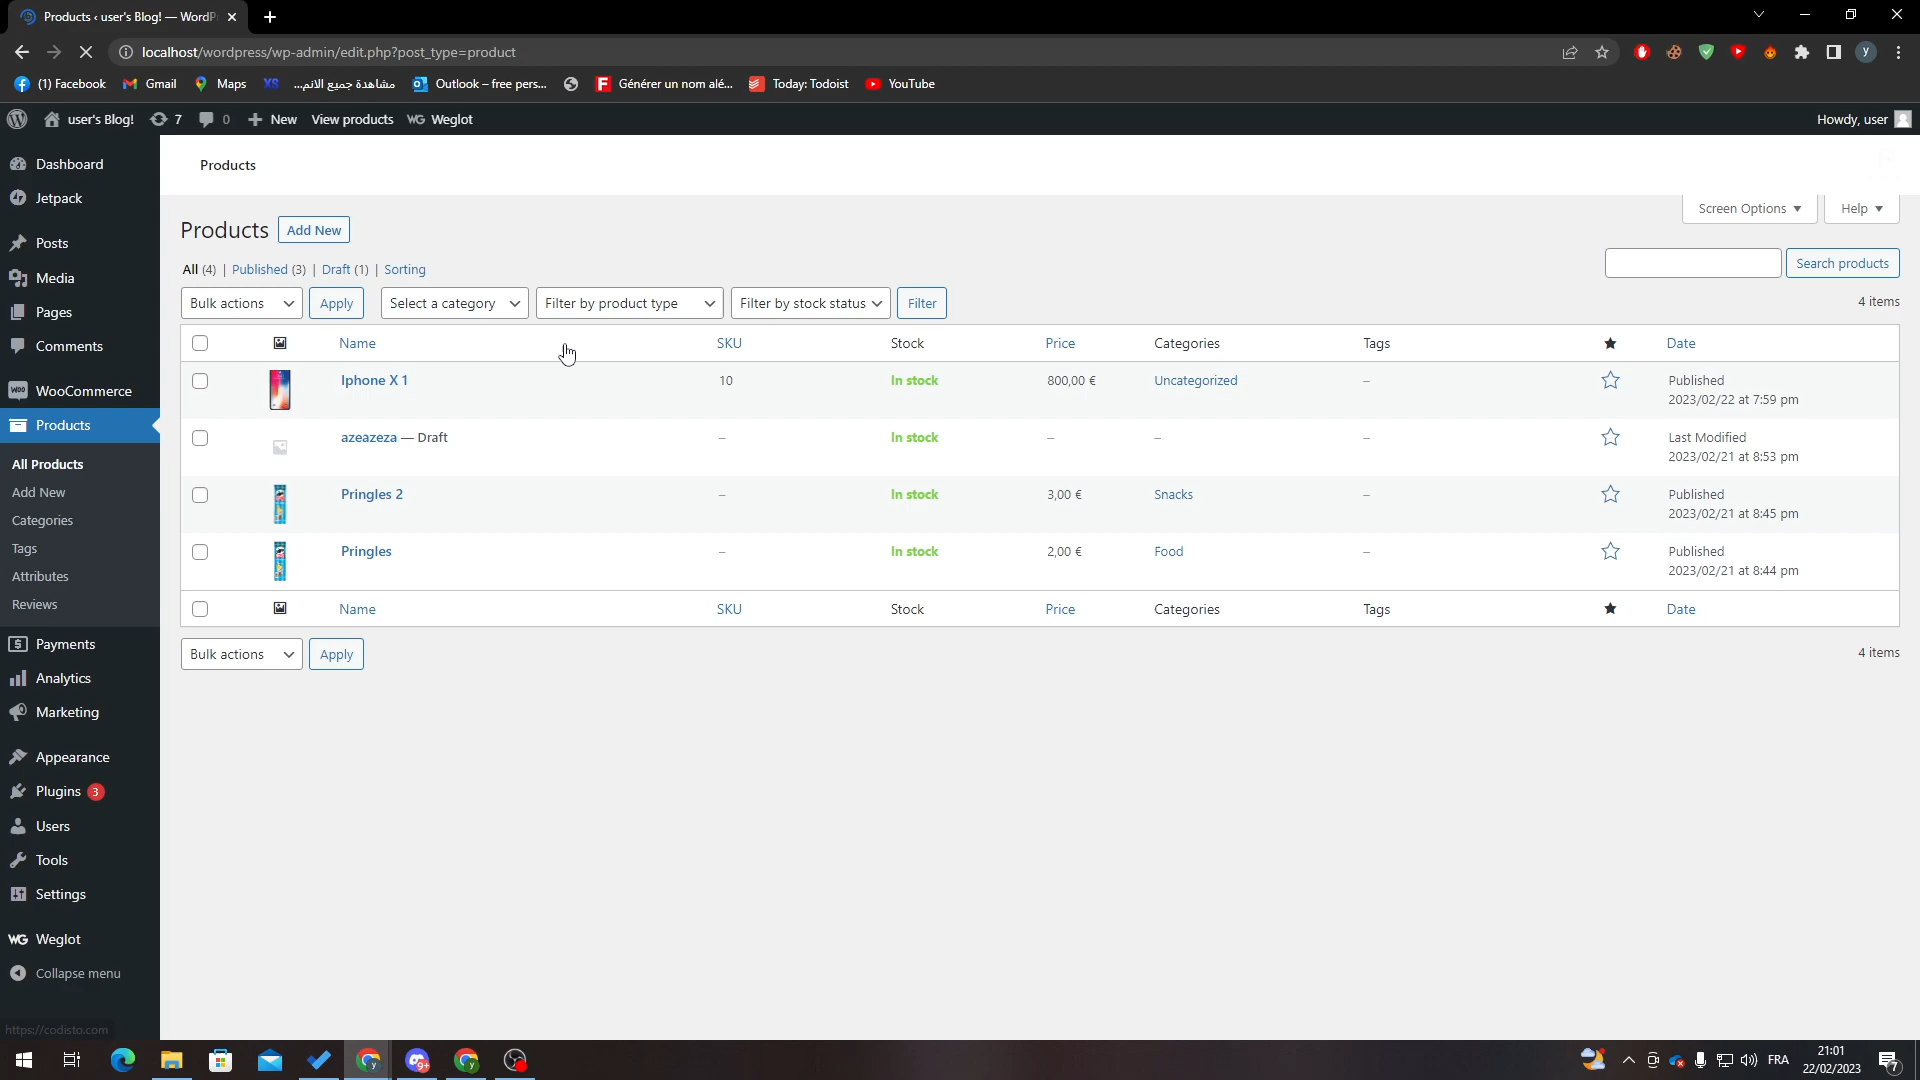 Products ‹ user's Blog! — WordP
localhost/wordpress/wp-admin/edit.php?post_type=product
(1) Facebook
Gmail
Maps
XS
مشاهدة جميع الانم...
Outlook – free pers...
Générer un nom alé...
Today: Todoist
YouTube
user's Blog!
7
0
New
View products
WG Weglot
Howdy, user
Dashboard
Jetpack
Posts
Media
Pages
Comments
WooCommerce
Products
All Products
Add New
Categories
Tags
Attributes
Reviews
Payments
Analytics
Marketing
Appearance
Plugins 3
Users
Tools
Settings
WG Weglot
Collapse menu
https://codisto.com
Products
Screen Options
Help
Products
Add New
All (4) | Published (3) | Draft (1) | Sorting
Search products
Bulk actions
Apply
Select a category
Filter by product type
Filter by stock status
Filter
4 items
Name SKU Stock Price Categories Tags Date
Iphone X 1 10 In stock 800,00 € Uncategorized – Published
2023/02/22 at 7:59 pm
azeazeza — Draft – In stock – – – Last Modified
2023/02/21 at 8:53 pm
Pringles 2 – In stock 3,00 € Snacks – Published
2023/02/21 at 8:45 pm
Pringles – In stock 2,00 € Food – Published
2023/02/21 at 8:44 pm
Name SKU Stock Price Categories Tags Date
Bulk actions
Apply
4 items
9+
FRA
21:01
22/02/2023
7